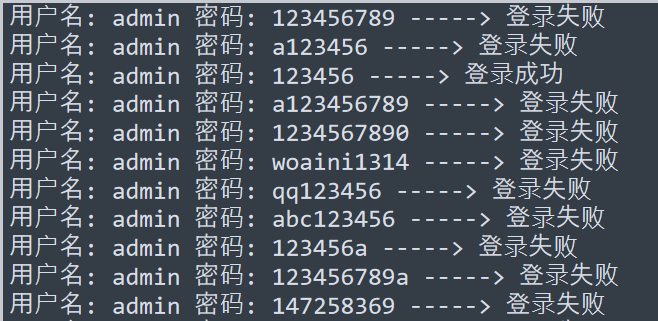 用户名: admin 密码: 123456789 -----> 登录失败
用户名: admin 密码: a123456 -----> 登录失败
用户名: admin 密码: 123456 -----> 登录成功
用户名: admin 密码: a123456789 -----> 登录失败
用户名: admin 密码: 1234567890 -----> 登录失败
用户名: admin 密码: woaini1314 -----> 登录失败
用户名: admin 密码: qq123456 -----> 登录失败
用户名: admin 密码: abc123456 -----> 登录失败
用户名: admin 密码: 123456a -----> 登录失败
用户名: admin 密码: 123456789a -----> 登录失败
用户名: admin 密码: 147258369 -----> 登录失败